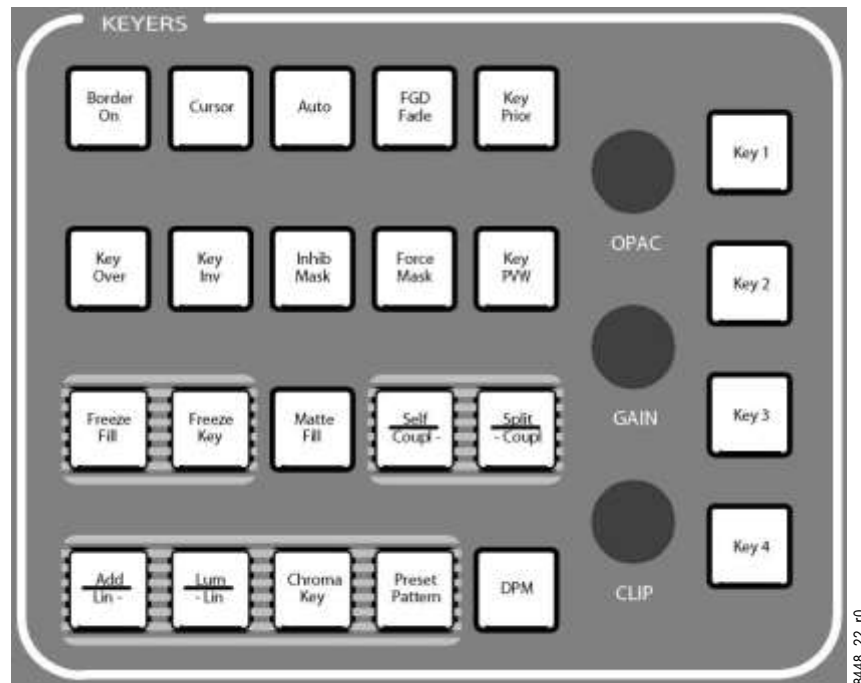 KEYERS
Border
On
Cursor
Auto
FGD
Fade
Key
Prior
Key 1
OPAC
Key
Over
Key
Inv
Inhib
Mask
Force
Mask
Key
PVW
Key 2
Freeze
Fill
Freeze
Key
Matte
Fill
Self
Coupl -
Split
- Coupl
GAIN
Key 3
Add
Lin -
Lum
- Lin
Chroma
Key
Preset
Pattern
DPM
CLIP
Key 4
8448_22_r0